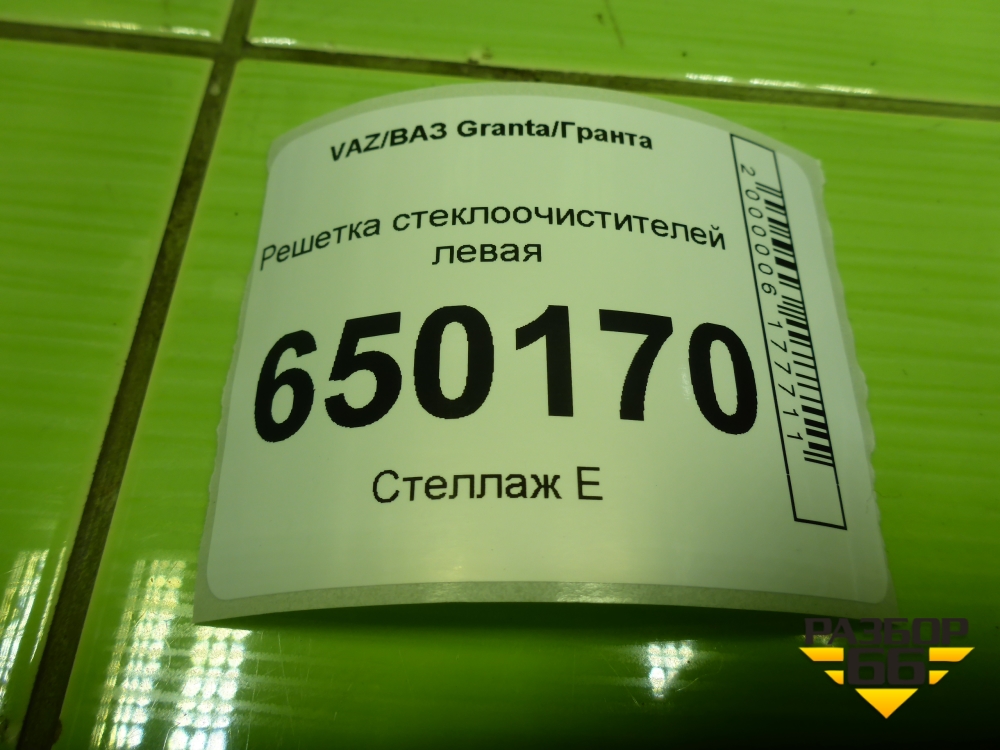 VAZ/ВАЗ Granta/Гранта
Решетка стеклоочистителей
левая
650170
Стеллаж Е
2000006177711
РАЗБОР
66